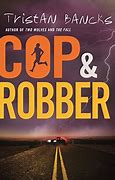 TRISTAN BANCKS
AUTHOR OF TWO WOLVES AND THE FALL
COP &
ROBBER